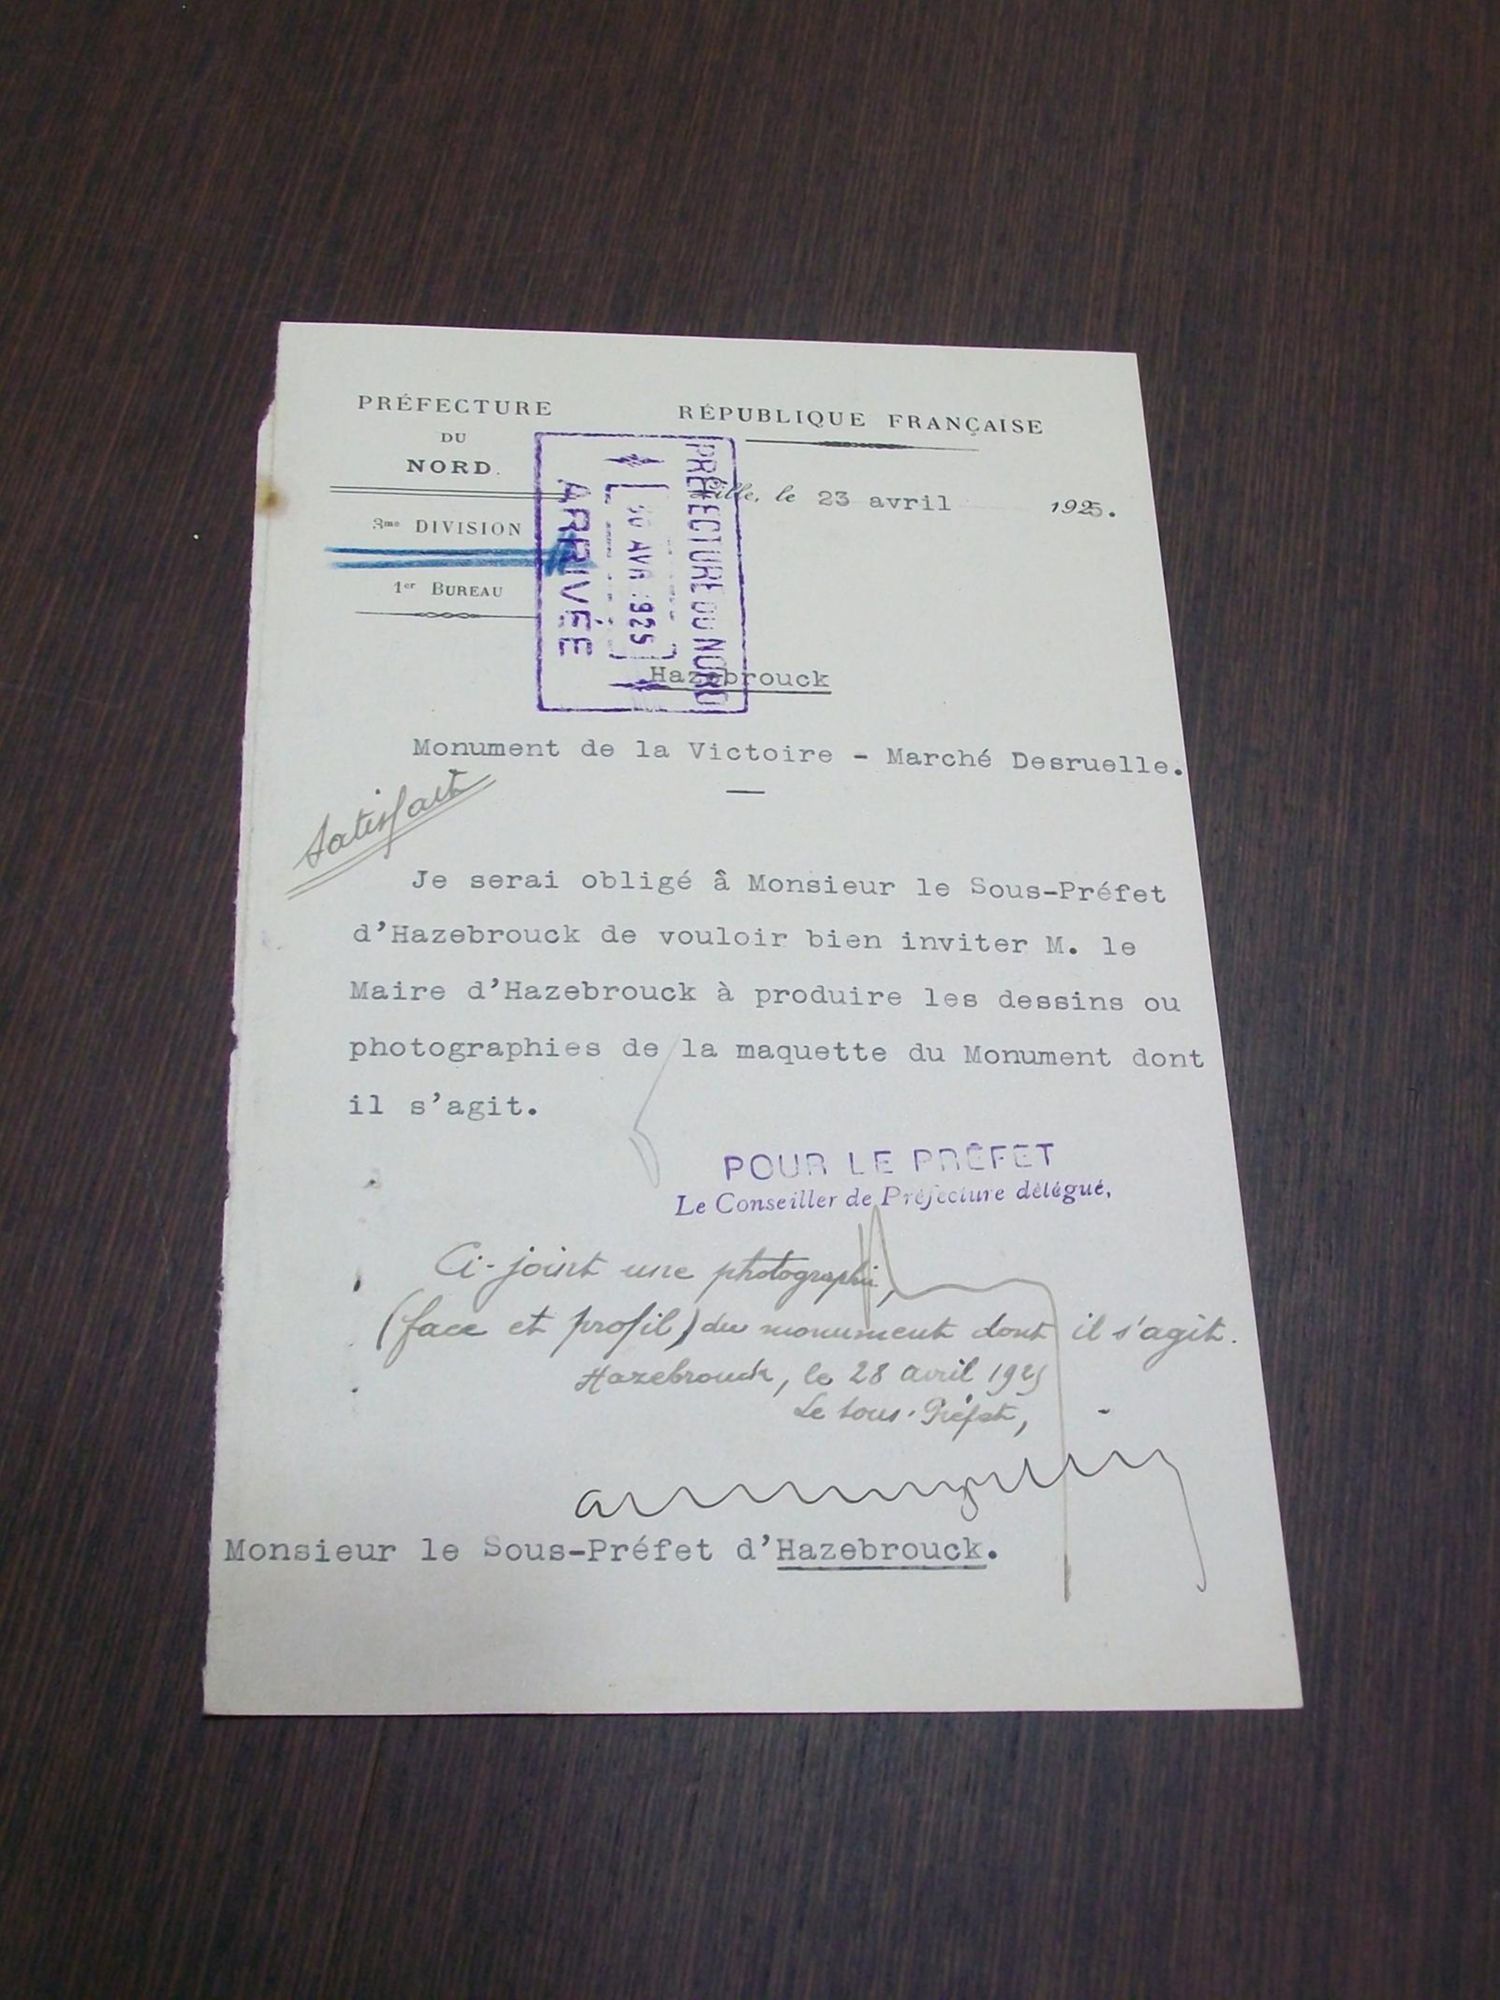 PRÉFECTURE
DU
NORD.
3me DIVISION
1er BUREAU
RÉPUBLIQUE FRANÇAISE
Lille, le 23 avril 1925.
PRÉFECTURE DU NORD
30 AVR 1925
ARRIVÉE
Hazebrouck
Monument de la Victoire - Marché Desruelle.
Satisfait
Je serai obligé à Monsieur le Sous-Préfet
d'Hazebrouck de vouloir bien inviter M. le
Maire d'Hazebrouck à produire les dessins ou
photographies de la maquette du Monument dont
il s'agit.
POUR LE PRÉFET
Le Conseiller de Préfecture délégué,
Ci-joint une photographie,
(face et profil) du monument dont il s'agit.
Hazebrouck, le 28 avril 1925
Le Sous-Préfet,
Monsieur le Sous-Préfet d'Hazebrouck.